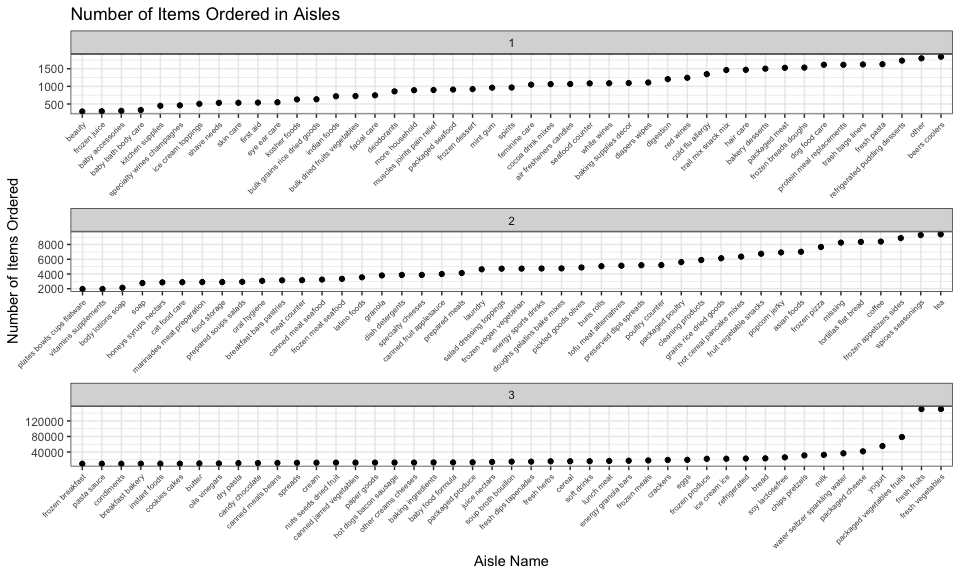 Number of Items Ordered in Aisles
Number of Items Ordered
1
1500
1000
500
beauty
frozen juice
baby accessories
baby bath body care
kitchen supplies
specialty wines champagnes
ice cream toppings
shave needs
skin care
first aid
eye ear care
kosher foods
bulk grains rice dried goods
indian foods
bulk dried fruits vegetables
facial care
deodorants
more household
muscles joints pain relief
packaged seafood
frozen dessert
mint gum
spirits
feminine care
cocoa drink mixes
air fresheners candles
seafood counter
white wines
baking supplies decor
diapers wipes
digestion
red wines
cold flu allergy
trail mix snack mix
hair care
bakery desserts
packaged meat
frozen breads doughs
dog food care
protein meal replacements
trash bags liners
fresh pasta
refrigerated pudding desserts
other
beers coolers
2
8000
6000
4000
2000
plates bowls cups flatware
vitamins supplements
body lotions soap
soap
honeys syrups nectars
cat food care
marinades meat preparation
food storage
prepared soups salads
oral hygiene
breakfast bars pastries
meat counter
canned meat seafood
frozen meat seafood
latino foods
granola
dish detergents
specialty cheeses
canned fruit applesauce
prepared meals
laundry
salad dressing toppings
frozen vegan vegetarian
energy sports drinks
doughs gelatins bake mixes
pickled goods olives
buns rolls
tofu meat alternatives
preserved dips spreads
poultry counter
packaged poultry
cleaning products
grains rice dried goods
hot cereal pancake mixes
fruit vegetable snacks
popcorn jerky
asian foods
frozen pizza
missing
tortillas flat bread
coffee
frozen appetizers sides
spices seasonings
tea
3
120000
80000
40000
frozen breakfast
pasta sauce
condiments
breakfast bakery
instant foods
cookies cakes
butter
oils vinegars
dry pasta
candy chocolate
canned meals beans
spreads
cream
nuts seeds dried fruit
canned jarred vegetables
paper goods
hot dogs bacon sausage
other creams cheeses
baking ingredients
baby food formula
packaged produce
juice nectars
soup broth bouillon
fresh dips tapenades
fresh herbs
cereal
soft drinks
lunch meat
energy granola bars
frozen meals
crackers
eggs
frozen produce
ice cream ice
refrigerated
bread
soy lactosefree
chips pretzels
milk
water seltzer sparkling water
packaged cheese
yogurt
packaged vegetables fruits
fresh fruits
fresh vegetables
Aisle Name